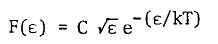 F(ε) = C √ε e^-(ε/kT)